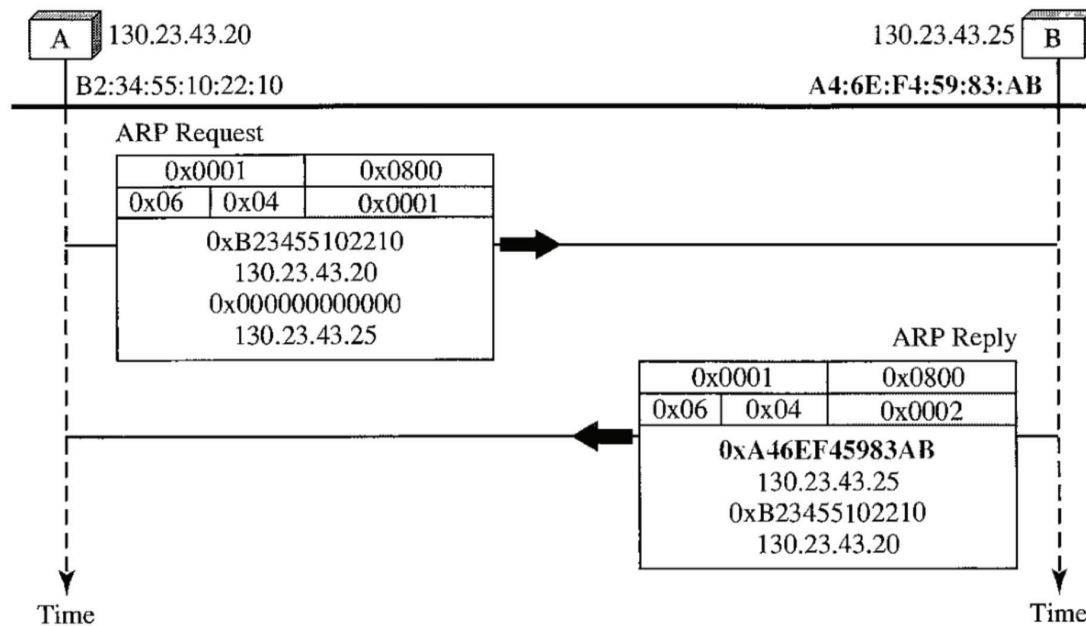 A 130.23.43.20 130.23.43.25 B
B2:34:55:10:22:10 A4:6E:F4:59:83:AB
ARP Request
0x0001 0x0800
0x06 0x04 0x0001
0xB23455102210
130.23.43.20
0x000000000000
130.23.43.25
ARP Reply
0x0001 0x0800
0x06 0x04 0x0002
0xA46EF45983AB
130.23.43.25
0xB23455102210
130.23.43.20
Time Time